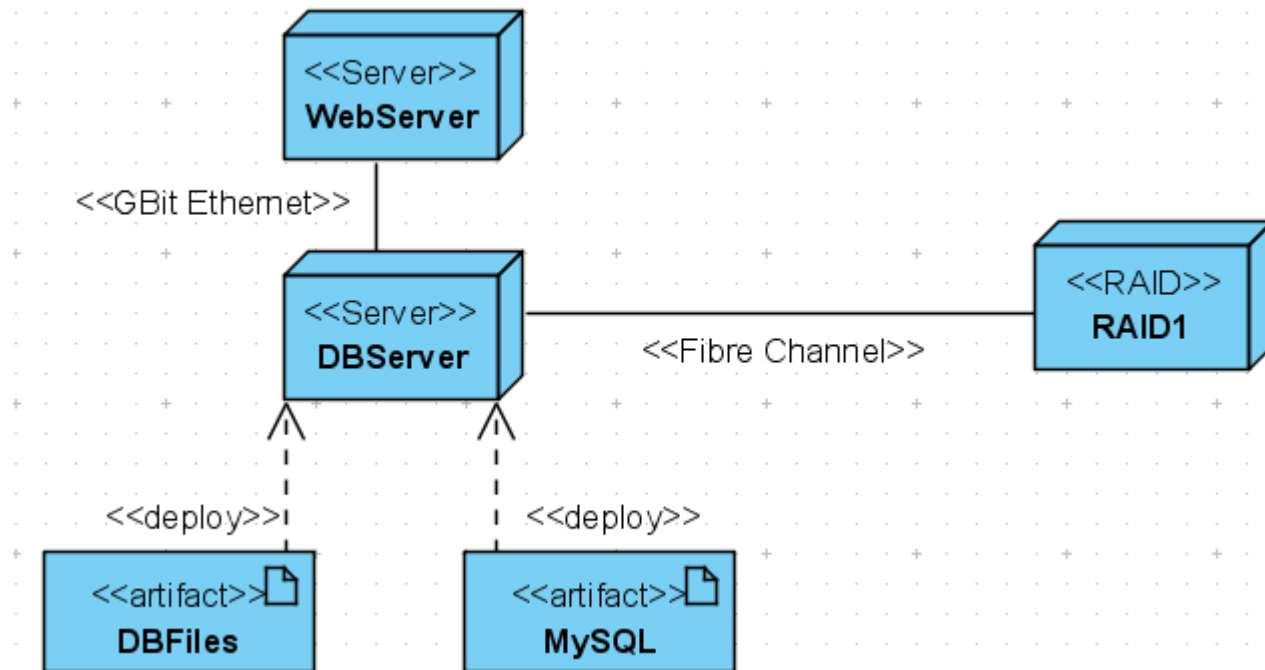 <<Server>>
WebServer
<<GBit Ethernet>>
<<Server>>
DBServer
<<RAID>>
RAID1
<<Fibre Channel>>
<<deploy>>
<<deploy>>
<<artifact>>
DBFiles
<<artifact>>
MySQL